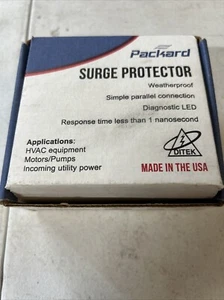 Packard
SURGE PROTECTOR
Weatherproof
Simple parallel connection
Diagnostic LED
Response time less than 1 nanosecond
Applications:
HVAC equipment
Motors/Pumps
Incoming utility power
DITEK
MADE IN THE USA